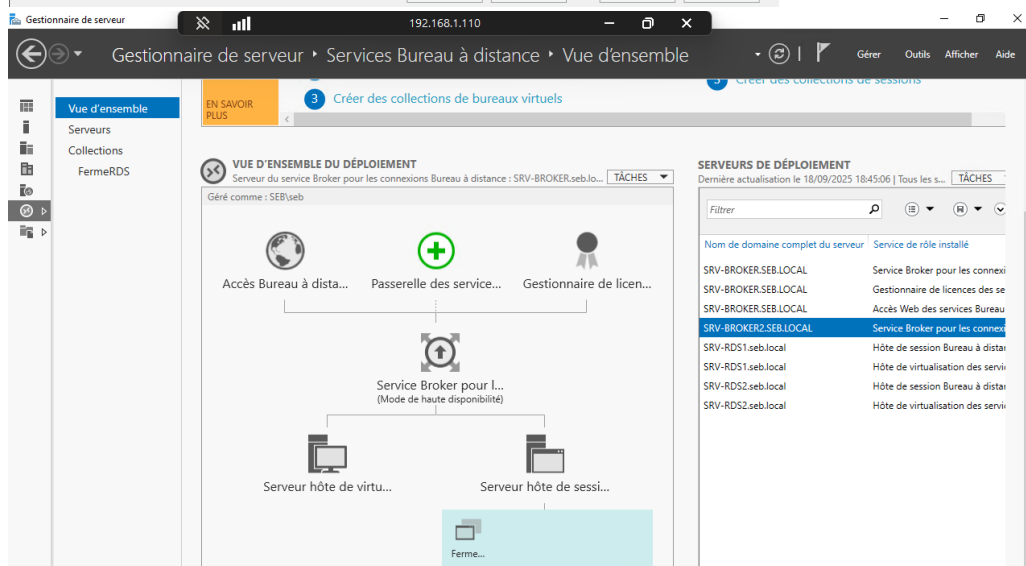 Gestionnaire de serveur
192.168.1.110
Gestionnaire de serveur ‣ Services Bureau à distance ‣ Vue d'ensemble
Gérer Outils Afficher Aide
Vue d'ensemble
Serveurs
Collections
FermeRDS
EN SAVOIR
PLUS
3 Créer des collections de bureaux virtuels
3 Créer des collections de sessions
VUE D'ENSEMBLE DU DÉPLOIEMENT
Serveur du service Broker pour les connexions Bureau à distance : SRV-BROKER.seb.lo...
TÂCHES
Géré comme : SEB\seb
Accès Bureau à dista...
Passerelle des service...
Gestionnaire de licen...
Service Broker pour l...
(Mode de haute disponibilité)
Serveur hôte de virtu...
Serveur hôte de sessi...
Ferme...
SERVEURS DE DÉPLOIEMENT
Dernière actualisation le 18/09/2025 18:45:06 | Tous les s...
TÂCHES
Filtrer
Nom de domaine complet du serveur Service de rôle installé
SRV-BROKER.SEB.LOCAL Service Broker pour les connexi
SRV-BROKER.SEB.LOCAL Gestionnaire de licences des se
SRV-BROKER.SEB.LOCAL Accès Web des services Bureau
SRV-BROKER2.SEB.LOCAL Service Broker pour les connexi
SRV-RDS1.seb.local Hôte de session Bureau à distan
SRV-RDS1.seb.local Hôte de virtualisation des servi
SRV-RDS2.seb.local Hôte de session Bureau à distan
SRV-RDS2.seb.local Hôte de virtualisation des servi